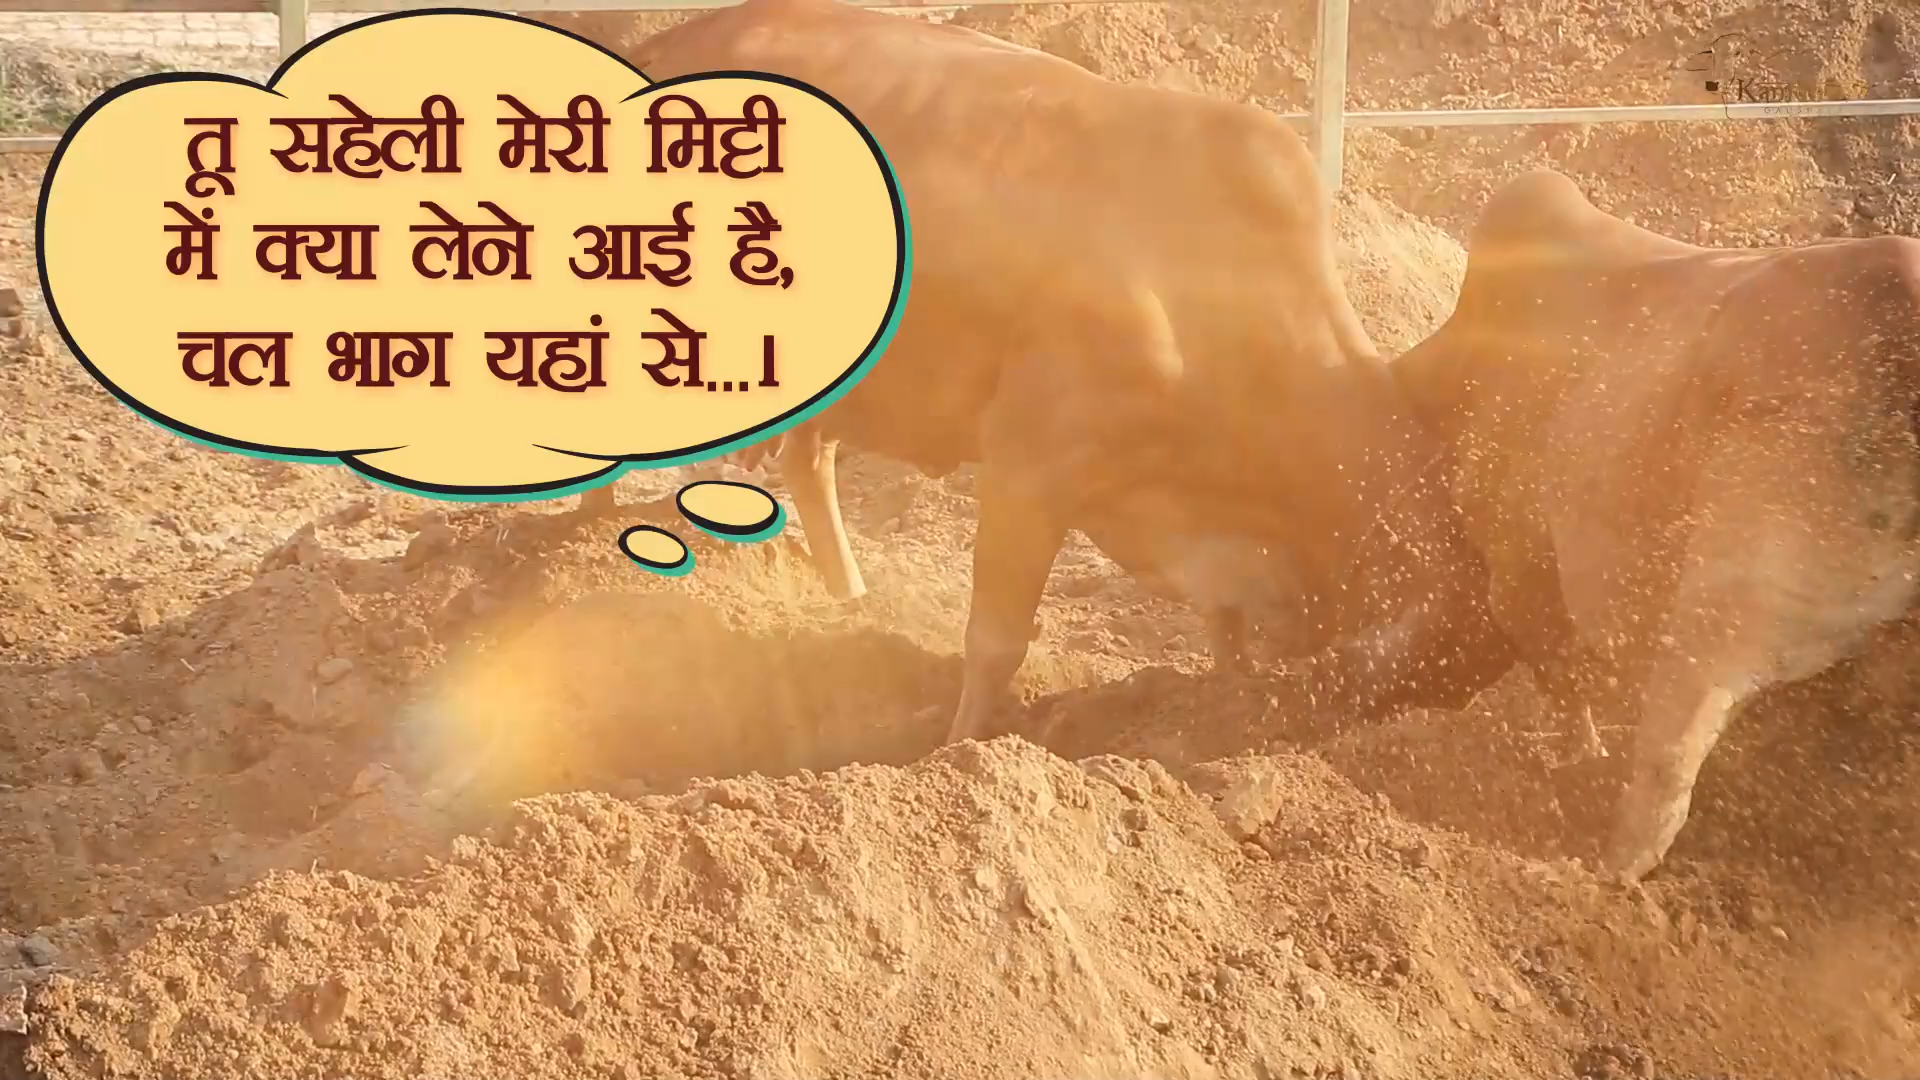 तू सहेली मेरी मिट्टी
में क्या लेने आई है,
चल भाग यहां से...।